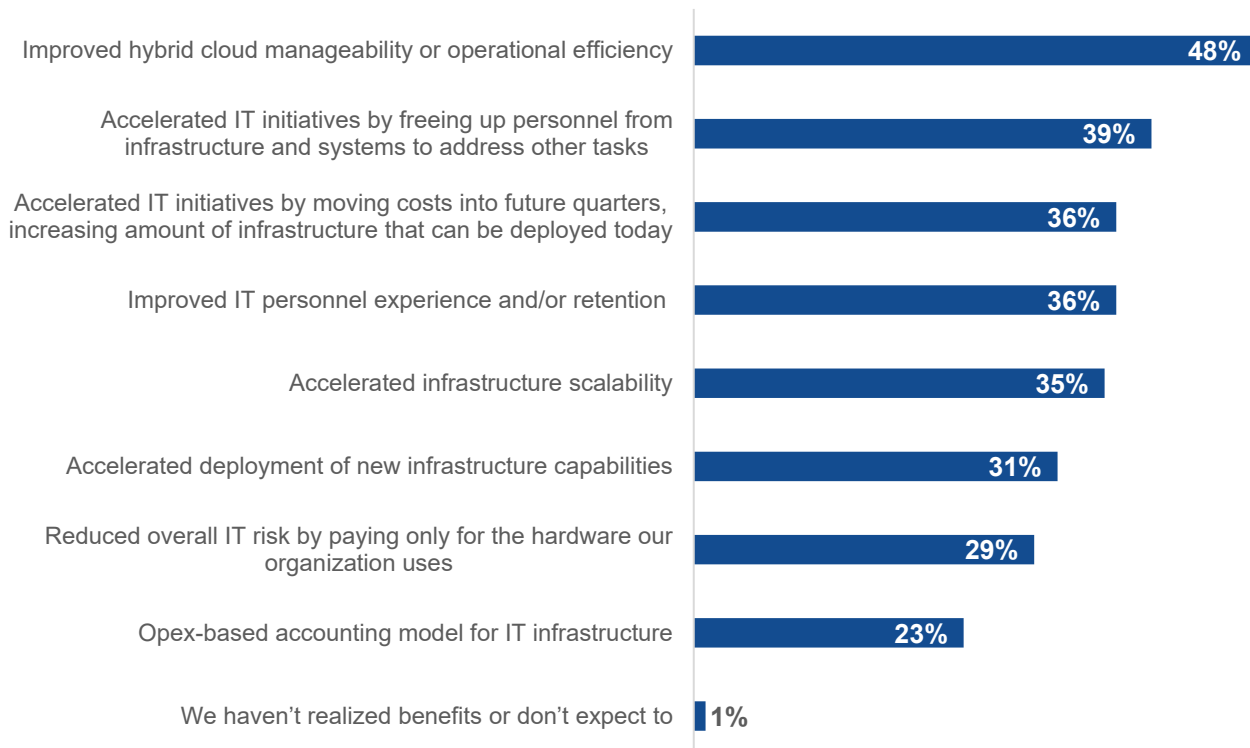 Improved hybrid cloud manageability or operational efficiency
48%
Accelerated IT initiatives by freeing up personnel from
infrastructure and systems to address other tasks
39%
Accelerated IT initiatives by moving costs into future quarters,
increasing amount of infrastructure that can be deployed today
36%
Improved IT personnel experience and/or retention
36%
Accelerated infrastructure scalability
35%
Accelerated deployment of new infrastructure capabilities
31%
Reduced overall IT risk by paying only for the hardware our
organization uses
29%
Opex-based accounting model for IT infrastructure
23%
We haven’t realized benefits or don’t expect to
1%